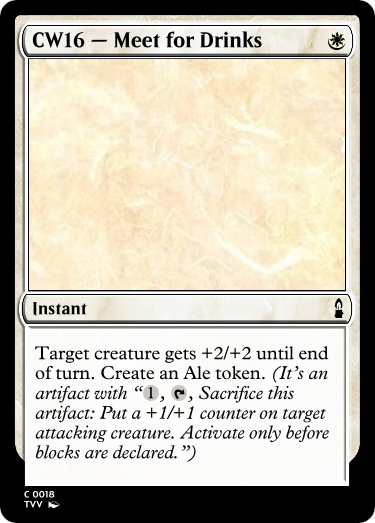 CW16 — Meet for Drinks
Instant
Target creature gets +2/+2 until end
of turn. Create an Ale token. (It's an
artifact with “1, , Sacrifice this
artifact: Put a +1/+1 counter on target
attacking creature. Activate only before
blocks are declared.”)
C 0018
TVV